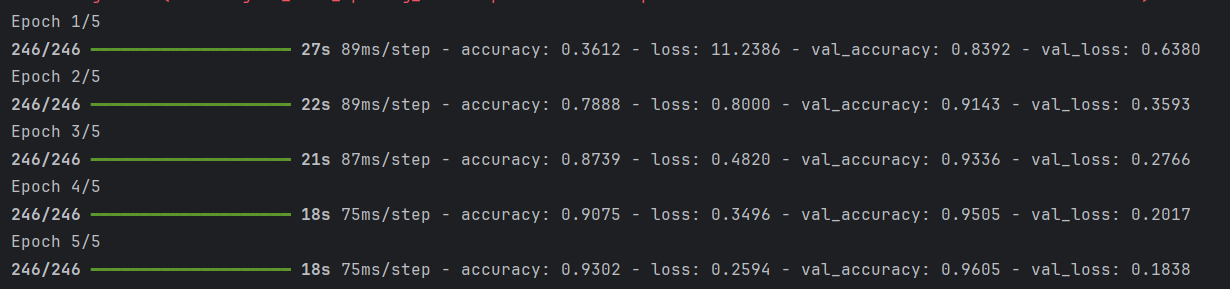 Epoch 1/5
246/246 ━━━━━━━━━━━━━━━━━━━━ 27s 89ms/step - accuracy: 0.3612 - loss: 11.2386 - val_accuracy: 0.8392 - val_loss: 0.6380
Epoch 2/5
246/246 ━━━━━━━━━━━━━━━━━━━━ 22s 89ms/step - accuracy: 0.7888 - loss: 0.8000 - val_accuracy: 0.9143 - val_loss: 0.3593
Epoch 3/5
246/246 ━━━━━━━━━━━━━━━━━━━━ 21s 87ms/step - accuracy: 0.8739 - loss: 0.4820 - val_accuracy: 0.9336 - val_loss: 0.2766
Epoch 4/5
246/246 ━━━━━━━━━━━━━━━━━━━━ 18s 75ms/step - accuracy: 0.9075 - loss: 0.3496 - val_accuracy: 0.9505 - val_loss: 0.2017
Epoch 5/5
246/246 ━━━━━━━━━━━━━━━━━━━━ 18s 75ms/step - accuracy: 0.9302 - loss: 0.2594 - val_accuracy: 0.9605 - val_loss: 0.1838